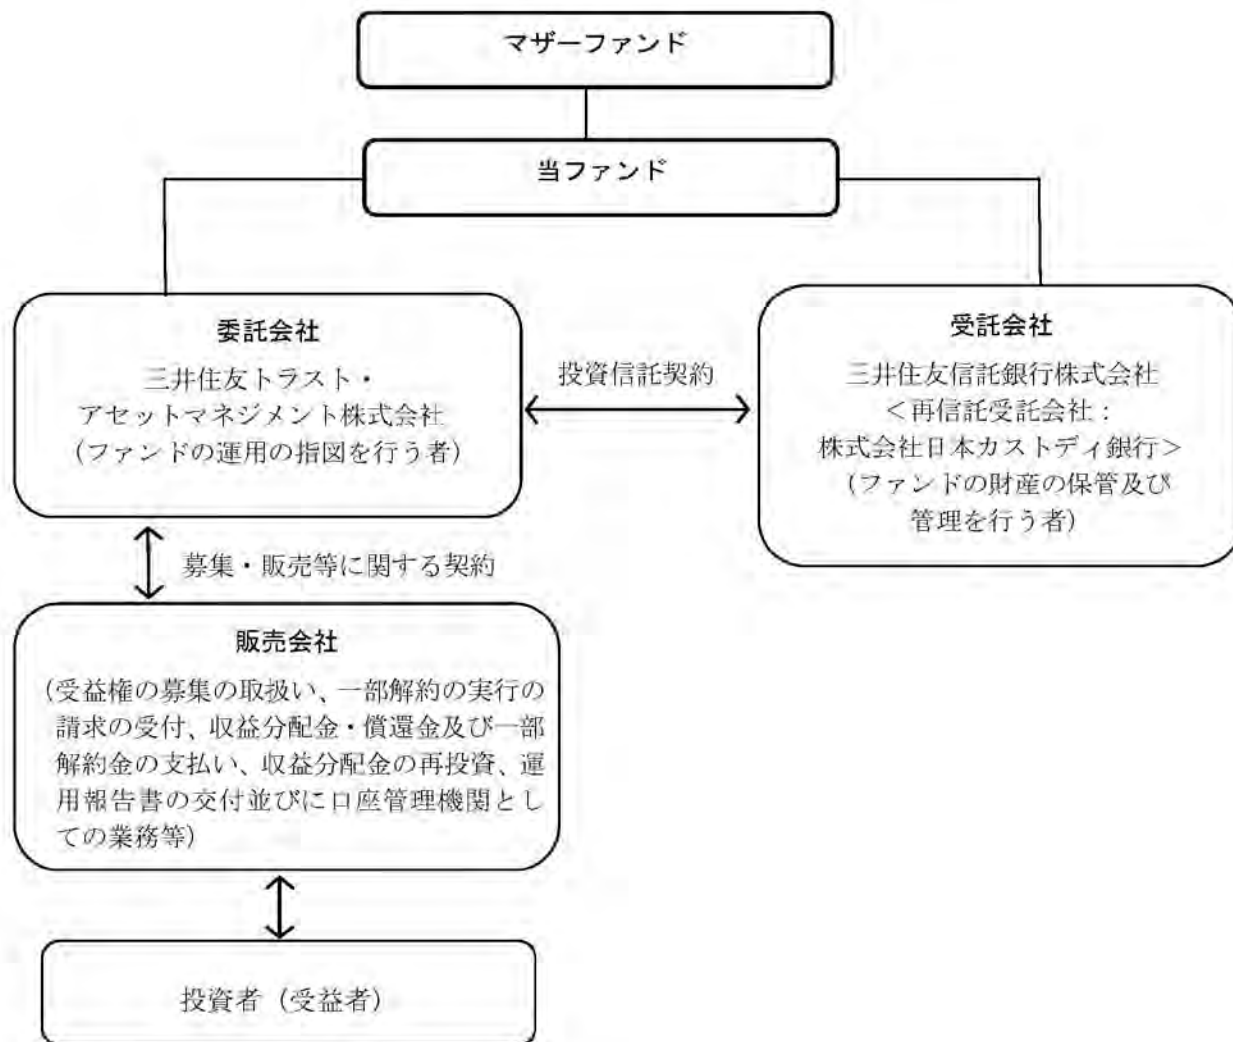 マザーファンド
当ファンド
委託会社
三井住友トラスト・
アセットマネジメント株式会社
（ファンドの運用の指図を行う者）
投資信託契約
受託会社
三井住友信託銀行株式会社
＜再信託受託会社：
株式会社日本カストディ銀行＞
（ファンドの財産の保管及び
管理を行う者）
募集・販売等に関する契約
販売会社
（受益権の募集の取扱い、一部解約の実行の
請求の受付、収益分配金・償還金及び一部
解約金の支払い、収益分配金の再投資、運
用報告書の交付並びに口座管理機関とし
ての業務等）
投資者（受益者）